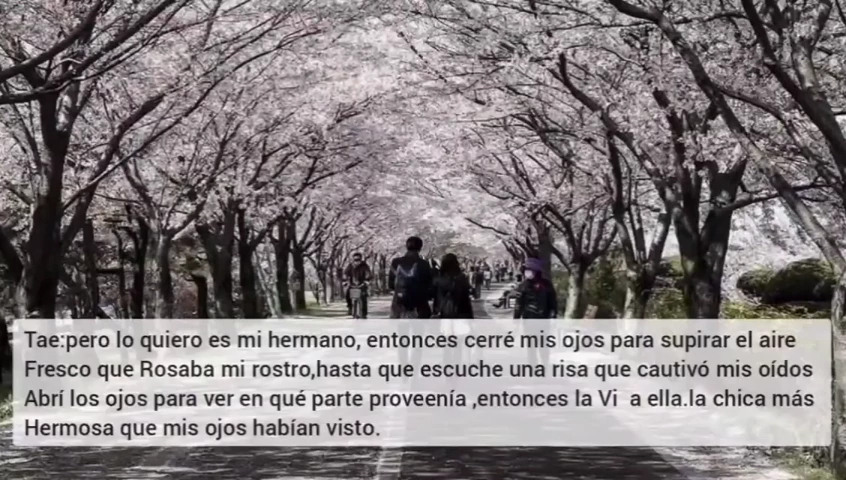 Tae:pero lo quiero es mi hermano, entonces cerré mis ojos para supirar el aire
Fresco que Rosaba mi rostro,hasta que escuche una risa que cautivó mis oídos
Abrí los ojos para ver en qué parte proveenía ,entonces la Vi a ella.la chica más
Hermosa que mis ojos habían visto.